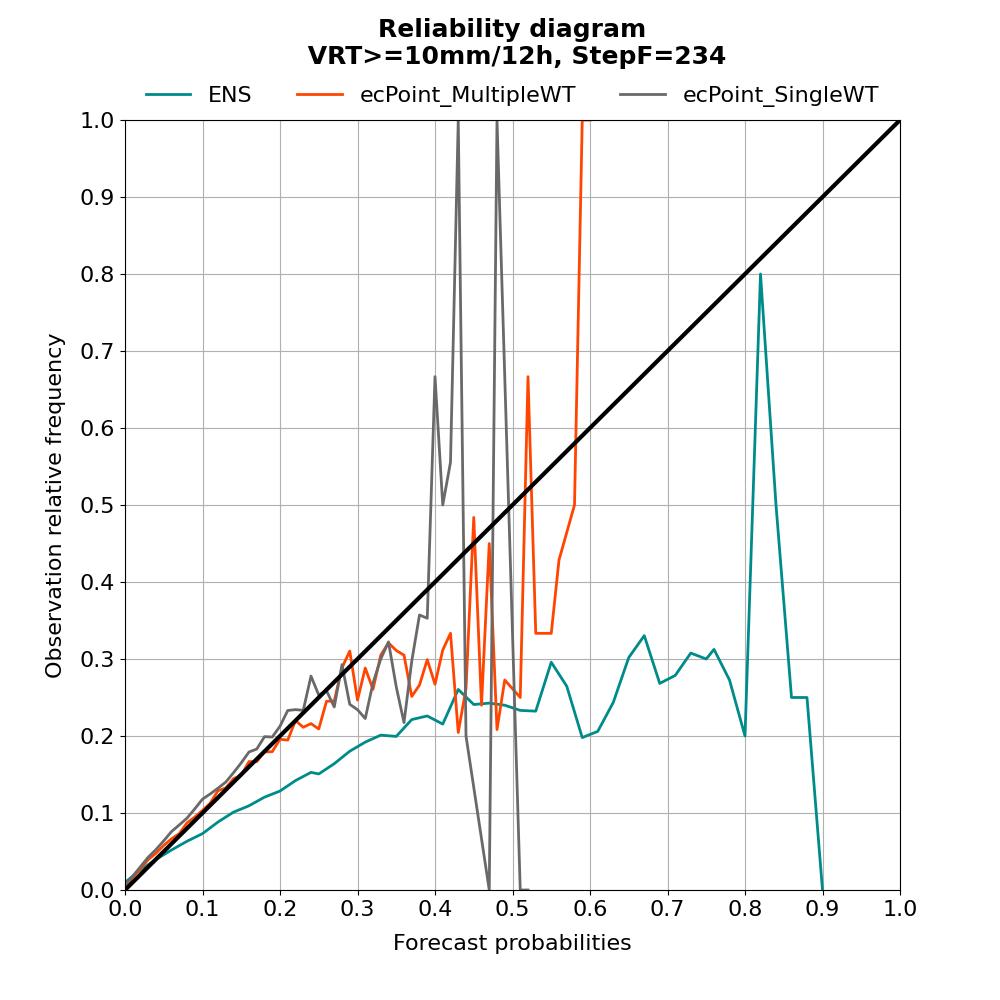 Reliability diagram
VRT>=10mm/12h, StepF=234
ENS ecPoint_MultipleWT ecPoint_SingleWT
1.0
0.9
0.8
0.7
0.6
0.5
0.4
0.3
0.2
0.1
0.0
Observation relative frequency
0.0 0.1 0.2 0.3 0.4 0.5 0.6 0.7 0.8 0.9 1.0
Forecast probabilities